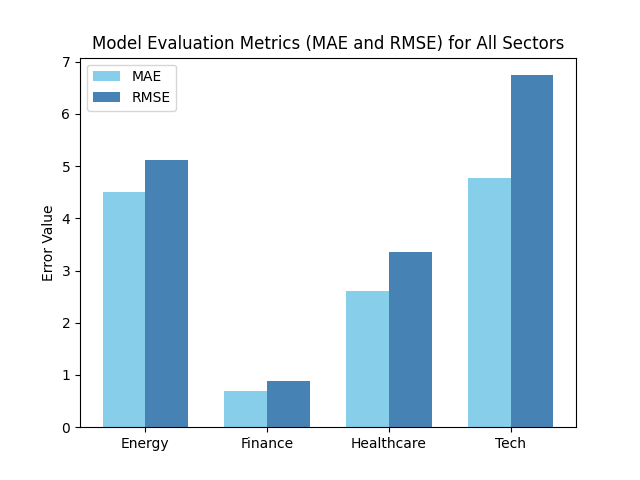 Model Evaluation Metrics (MAE and RMSE) for All Sectors
MAE
RMSE
Error Value
7
6
5
4
3
2
1
0
Energy Finance Healthcare Tech